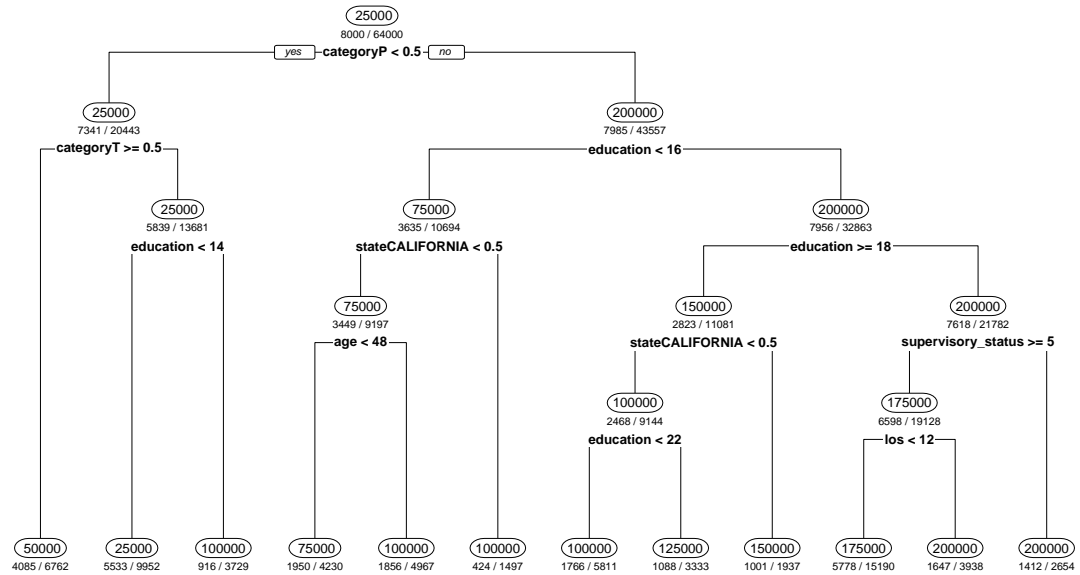 25000
8000 / 64000
yes categoryP < 0.5 no
25000 200000
7341 / 20443 7985 / 43557
categoryT >= 0.5 education < 16
25000 75000 200000
5839 / 13681 3635 / 10694 7956 / 32863
education < 14 stateCALIFORNIA < 0.5 education >= 18
75000 150000 200000
3449 / 9197 2823 / 11081 7618 / 21782
age < 48 stateCALIFORNIA < 0.5 supervisory_status >= 5
100000 175000
2468 / 9144 6598 / 19128
education < 22 los < 12
50000 25000 100000 75000 100000 100000 100000 125000 150000 175000 200000 200000
4085 / 6762 5533 / 9952 916 / 3729 1950 / 4230 1856 / 4967 424 / 1497 1766 / 5811 1088 / 3333 1001 / 1937 5778 / 15190 1647 / 3938 1412 / 2654